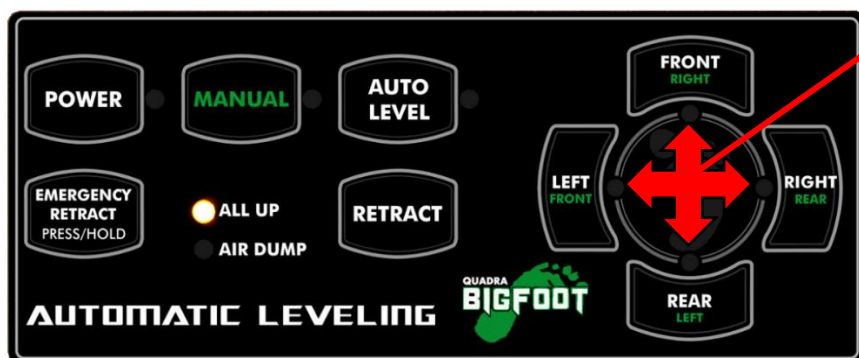 POWER
MANUAL
AUTO
LEVEL
FRONT
RIGHT
LEFT
FRONT
RIGHT
REAR
EMERGENCY
RETRACT
PRESS/HOLD
ALL UP
AIR DUMP
RETRACT
REAR
LEFT
AUTOMATIC LEVELING
QUADRA
BIGFOOT